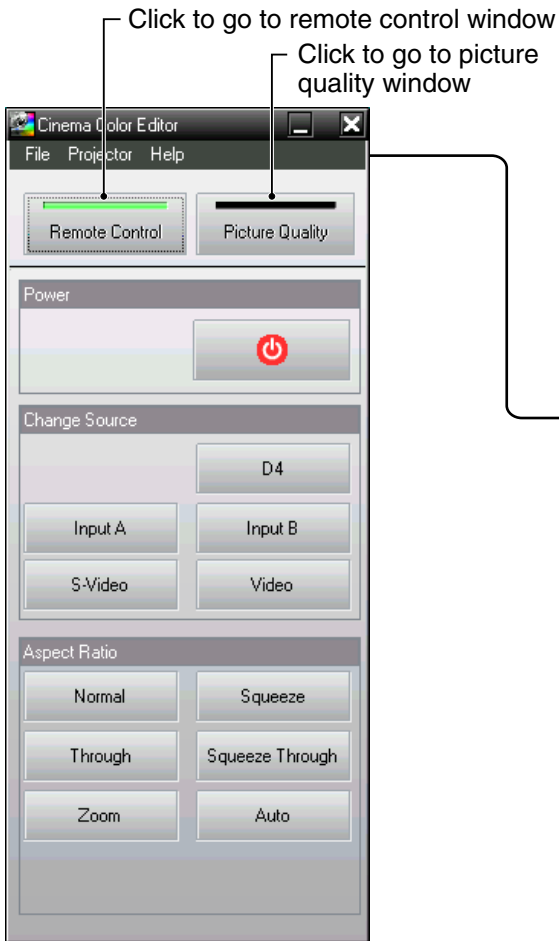 Click to go to remote control window
Click to go to picture
quality window
Cinema Color Editor
File Projector Help
Remote Control Picture Quality
Power
Change Source
D4
Input A Input B
S-Video Video
Aspect Ratio
Normal Squeeze
Through Squeeze Through
Zoom Auto